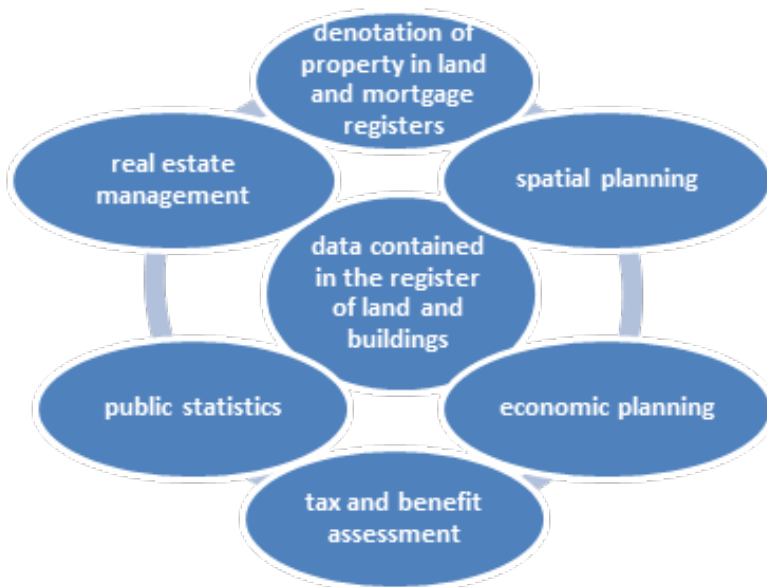 denotation of
property in land
and mortgage
registers
real estate
management
spatial planning
data contained
in the register
of land and
buildings
public statistics
economic planning
tax and benefit
assessment